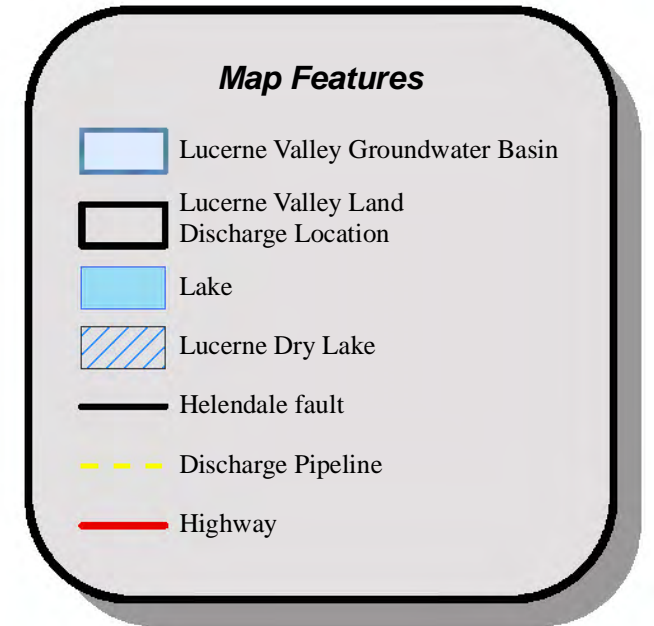 Map Features
Lucerne Valley Groundwater Basin
Lucerne Valley Land
Discharge Location
Lake
Lucerne Dry Lake
Helendale fault
Discharge Pipeline
Highway